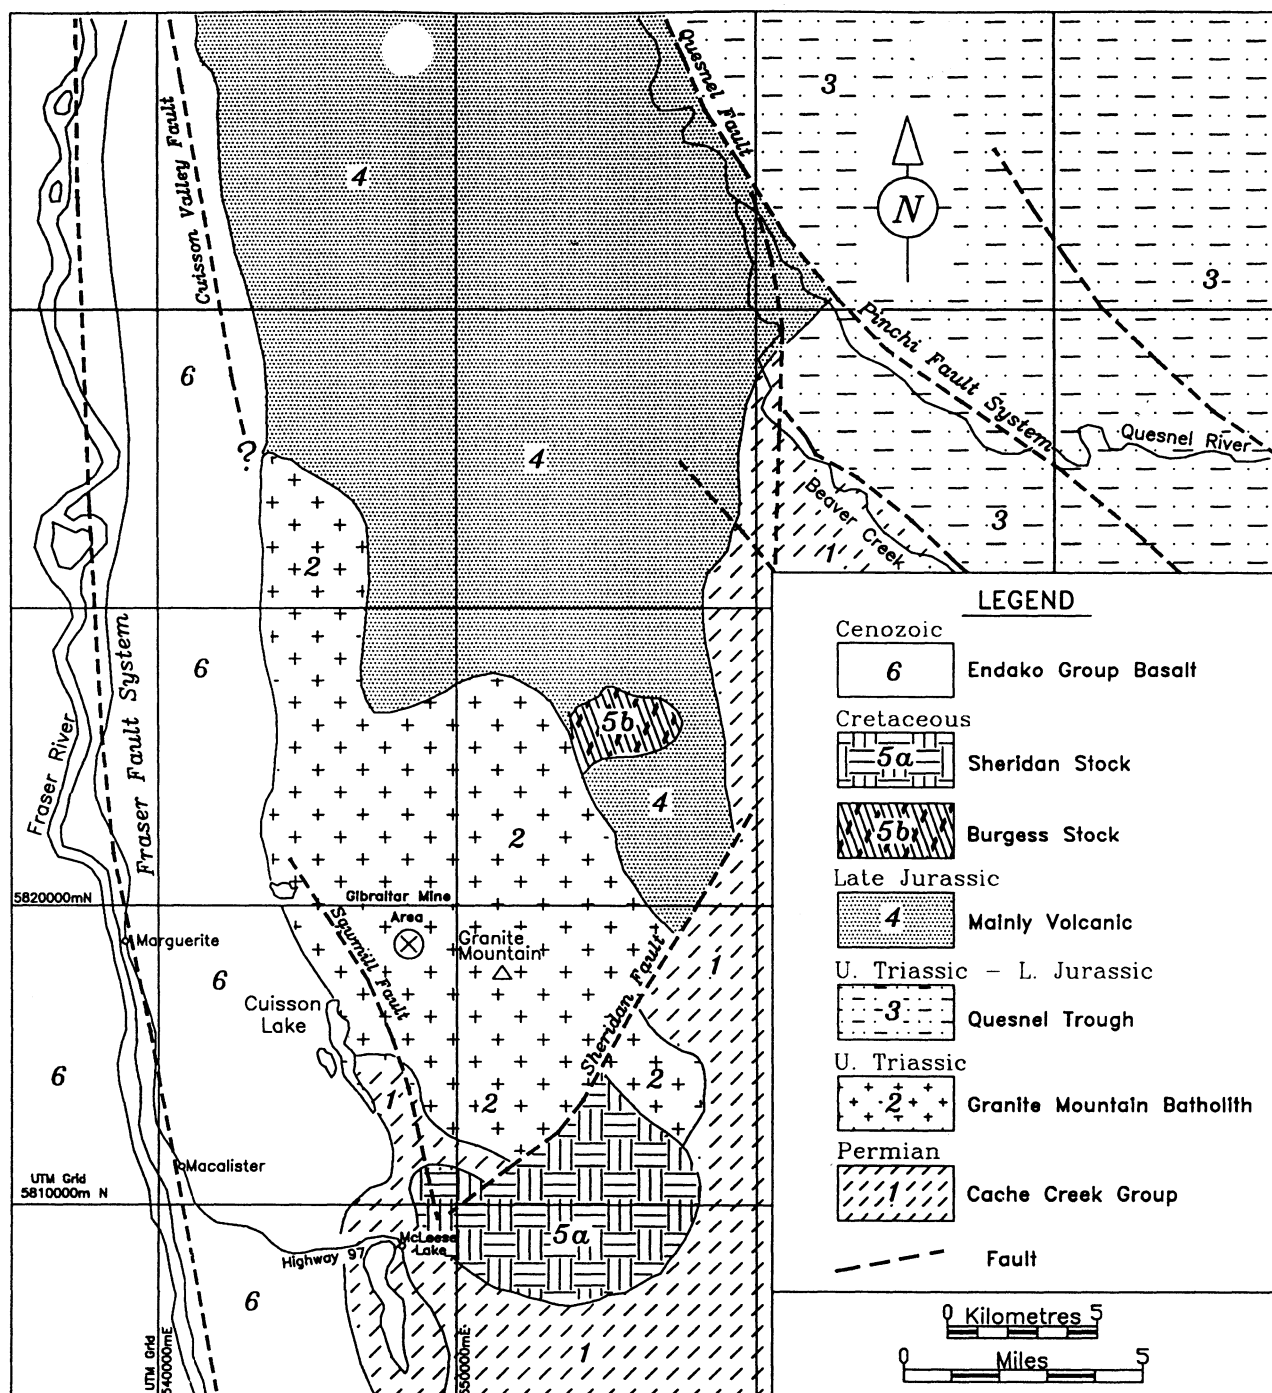 Quesnel Fault
3
Cuisson Valley Fault
4
N
3
Pinchi Fault System
6
Quesnel River
?
4
Beaver Creek
3
1
2
LEGEND
Cenozoic
6 Endako Group Basalt
Cretaceous
5a Sheridan Stock
5b Burgess Stock
Late Jurassic
4 Mainly Volcanic
U. Triassic - L. Jurassic
3 Quesnel Trough
U. Triassic
2 Granite Mountain Batholith
Permian
1 Cache Creek Group
Fault
0 Kilometres 5
Miles
0 5
6
Fraser River
Fraser Fault System
5b
4
2
5820000mN
Gibraltar Mine
Area
Marguerite
Granite
Mountain
Sawmill Fault
Sheridan Fault
1
6
Cuisson
Lake
6
1
2
2
Macalister
UTM Grid
5810000m N
McLeese
Lake
5a
Highway 97
6
1
UTM Grid
540000mE
550000mE